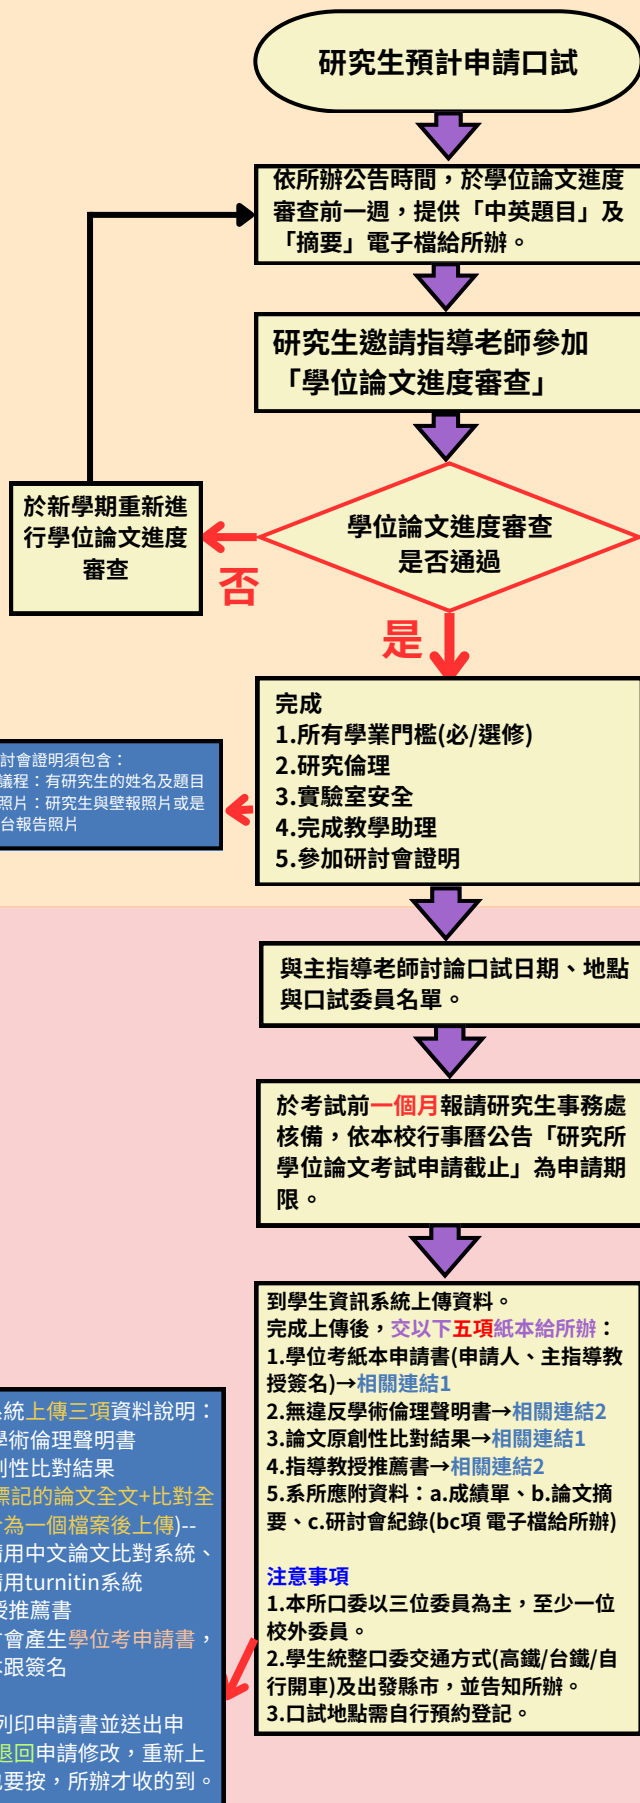 研究生預計申請口試
依所辦公告時間，於學位論文進度
審查前一週，提供「中英題目」及
「摘要」電子檔給所辦。
研究生邀請指導老師參加
「學位論文進度審查」
學位論文進度審查
是否通過
否
於新學期重新進
行學位論文進度
審查
是
完成
1.所有學業門檻(必/選修)
2.研究倫理
3.實驗室安全
4.完成教學助理
5.參加研討會證明
討會證明須包含：
議程：有研究生的姓名及題目
照片：研究生與壁報照片或是
台報告照片
與主指導老師討論口試日期、地點
與口試委員名單。
於考試前一個月報請研究生事務處
核備，依本校行事曆公告「研究所
學位論文考試申請截止」為申請期
限。
到學生資訊系統上傳資料。
完成上傳後，交以下五項紙本給所辦：
1.學位考紙本申請書(申請人、主指導教
授簽名)→相關連結1
2.無違反學術倫理聲明書→相關連結2
3.論文原創性比對結果→相關連結1
4.指導教授推薦書→相關連結2
5.系所應附資料：a.成績單、b.論文摘
要、c.研討會紀錄(bc項 電子檔給所辦)
注意事項
1.本所口委以三位委員為主，至少一位
校外委員。
2.學生統整口委交通方式(高鐵/台鐵/自
行開車)及出發縣市，並告知所辦。
3.口試地點需自行預約登記。
統上傳三項資料說明：
學術倫理聲明書
創性比對結果
標記的論文全文+比對全
為一個檔案後上傳)--
用中文論文比對系統、
用turnitin系統
受推薦書
會產生學位考申請書，
本跟簽名
列印申請書並送出申
退回申請修改，重新上
也要按，所辦才收的到。